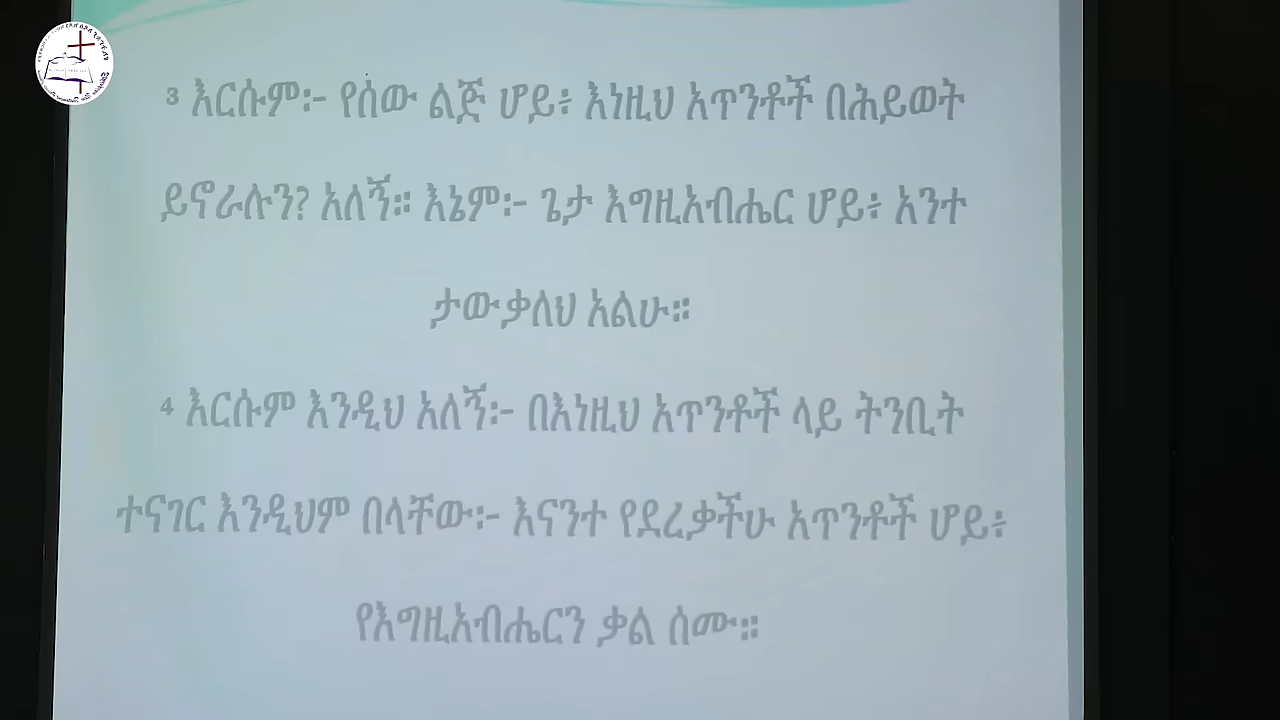 ³ እርሱም፡- የሰው ልጅ ሆይ፥ እነዚህ አጥንቶች በሕይወት
ይኖራሉን? አለኝ። እኔም፡- ጌታ እግዚአብሔር ሆይ፥ አንተ
ታውቃለህ አልሁ።
⁴ እርሱም እንዲህ አለኝ፡- በእነዚህ አጥንቶች ላይ ትንቢት
ተናገር እንዲህም በላቸው፡- እናንተ የደረቃችሁ አጥንቶች ሆይ፥
የእግዚአብሔርን ቃል ስሙ።